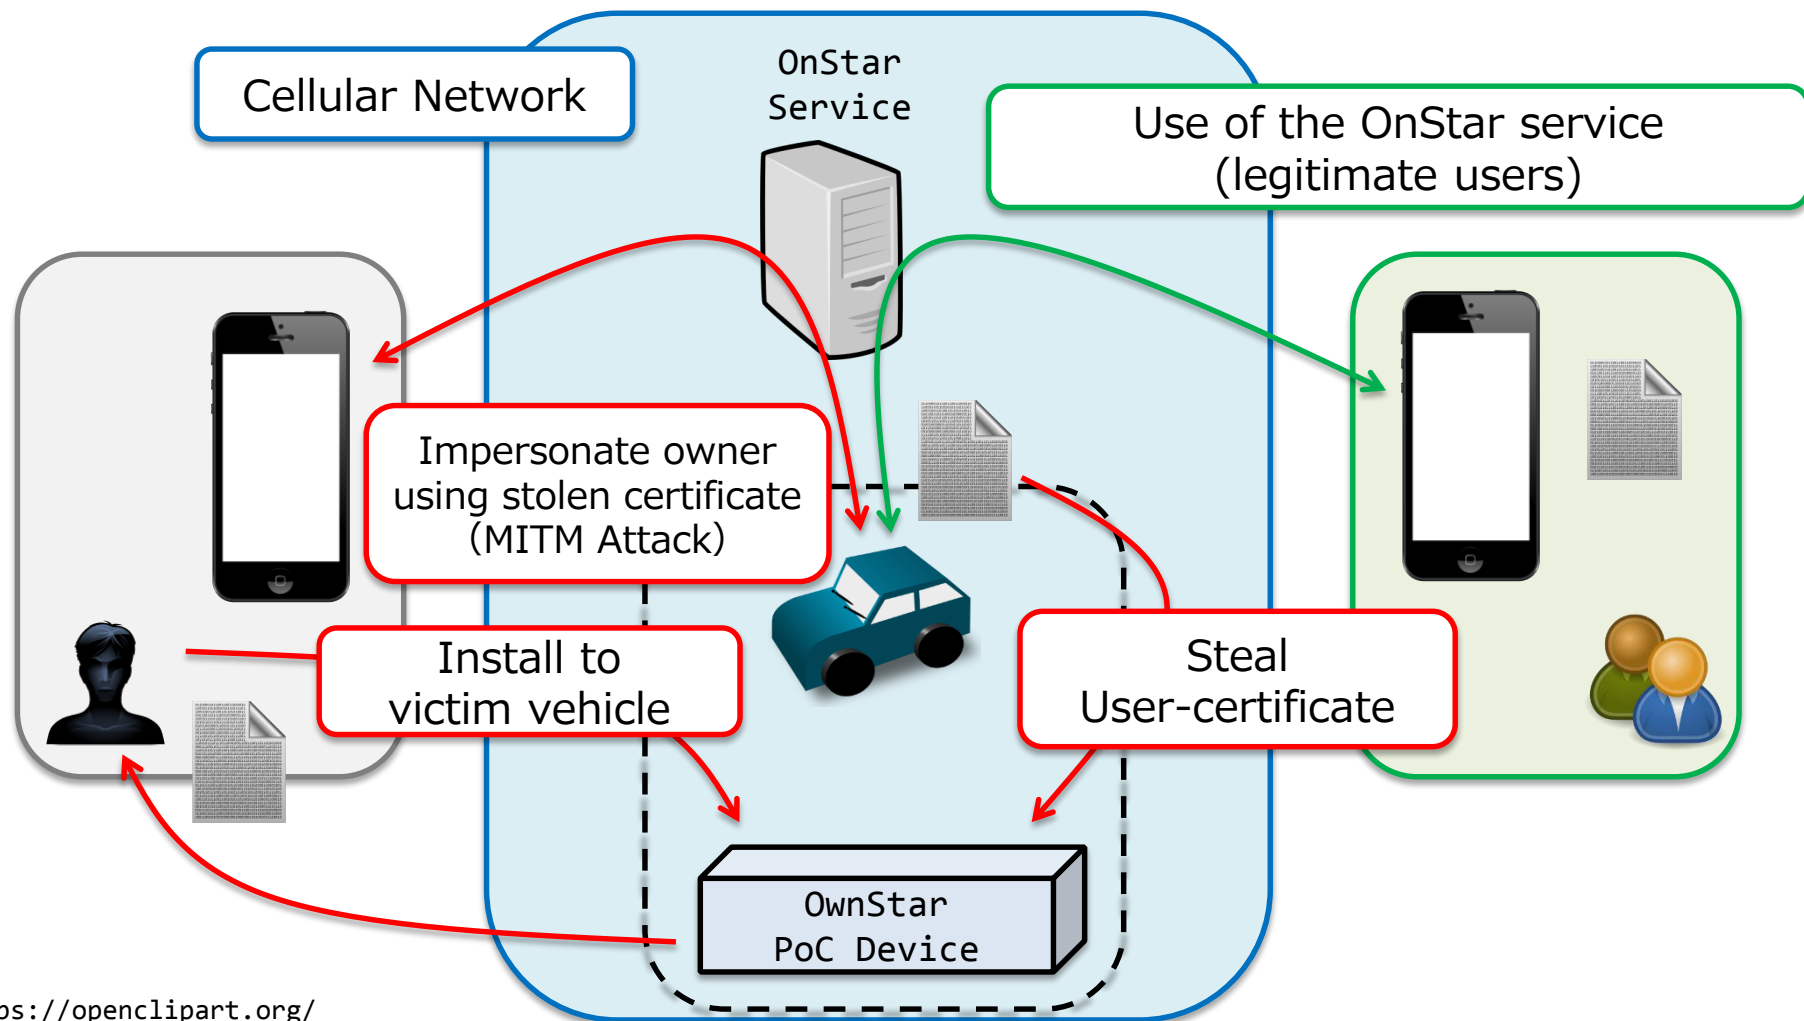 OnStar
Service
Cellular Network
Use of the OnStar service
(legitimate users)
Impersonate owner
using stolen certificate
(MITM Attack)
Install to
victim vehicle
Steal
User-certificate
OwnStar
PoC Device
ps://openclipart.org/